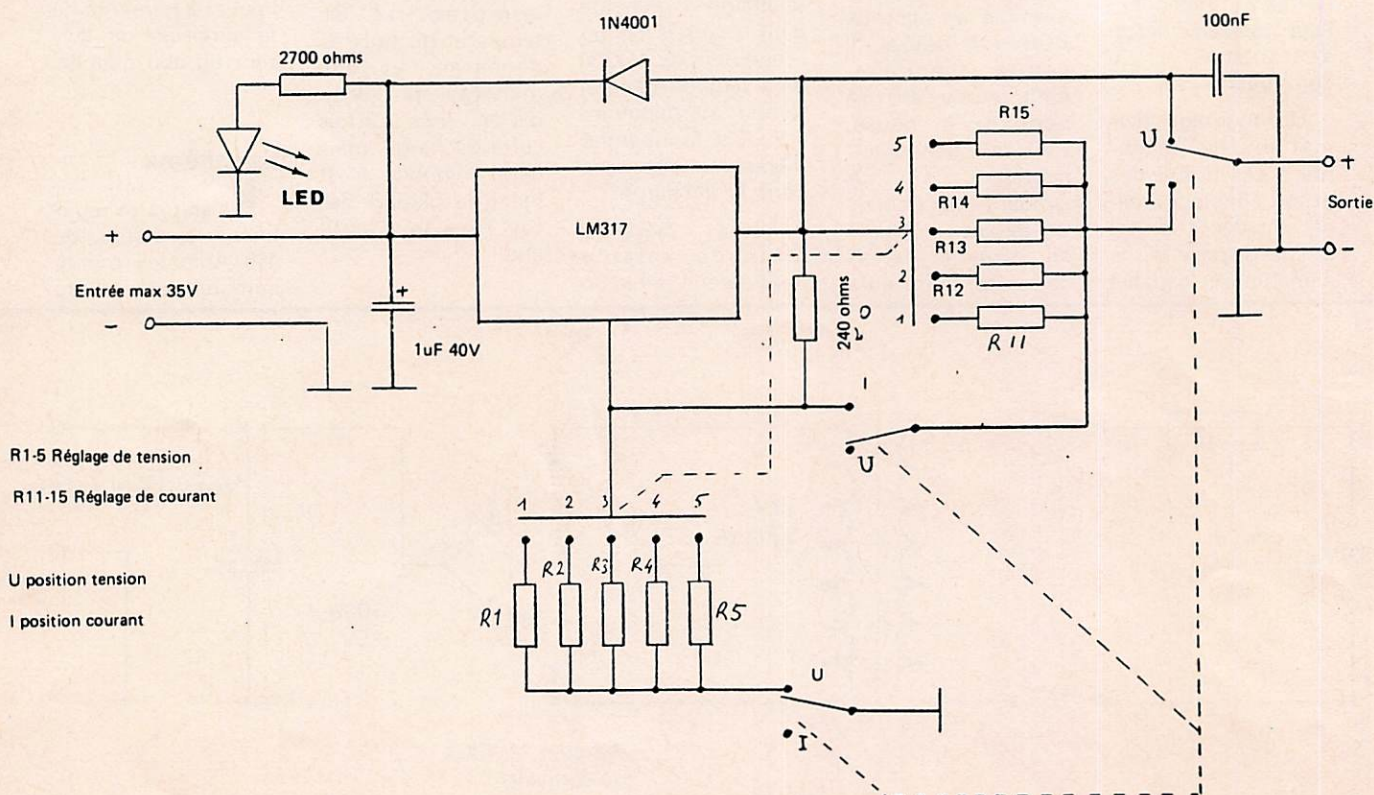 1N4001
100nF
2700 ohms
LED
LM317
+
Entrée max 35V
-
+
1uF 40V
240 ohms
R15
R14
R13
R12
R11
5
4
3
2
1
U
I
+
Sortie
-
I
U
R1-5 Réglage de tension
R11-15 Réglage de courant
U position tension
I position courant
1 2 3 4 5
R1
R2
R3
R4
R5
U
I